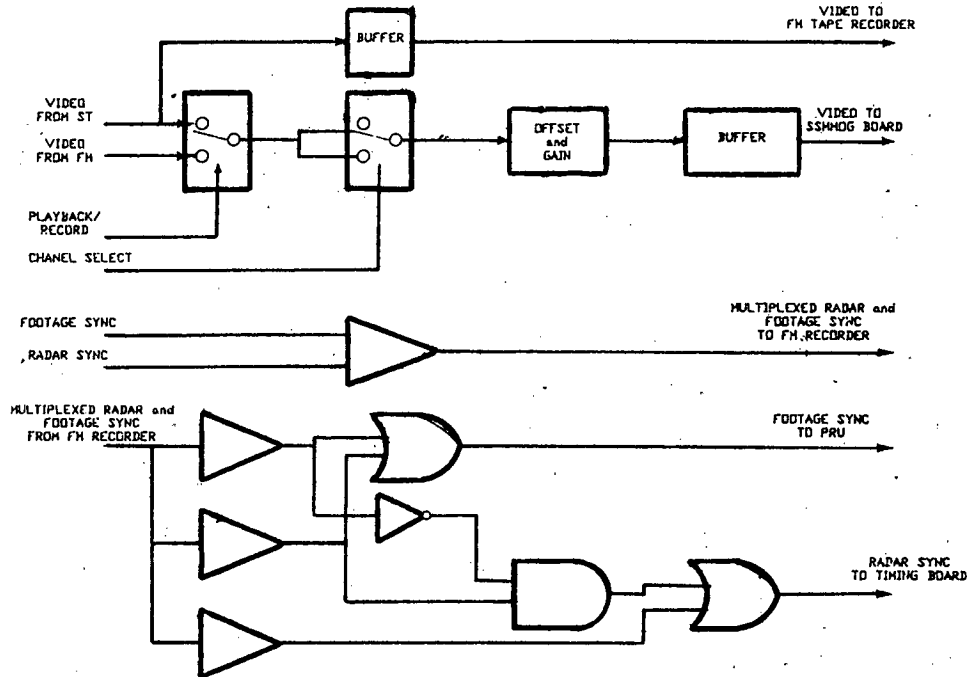 VIDEO TO
FM TAPE RECORDER
BUFFER
VIDEO
FROM ST
VIDEO
FROM FM
OFFSET
and
GAIN
BUFFER
VIDEO TO
SSHMOG BOARD
PLAYBACK/
RECORD
CHANEL SELECT
FOOTAGE SYNC
RADAR SYNC
MULTIPLEXED RADAR and
FOOTAGE SYNC
TO FM RECORDER
MULTIPLEXED RADAR and
FOOTAGE SYNC
FROM FM RECORDER
FOOTAGE SYNC
TO PRU
RADAR SYNC
TO TIMING BOARD